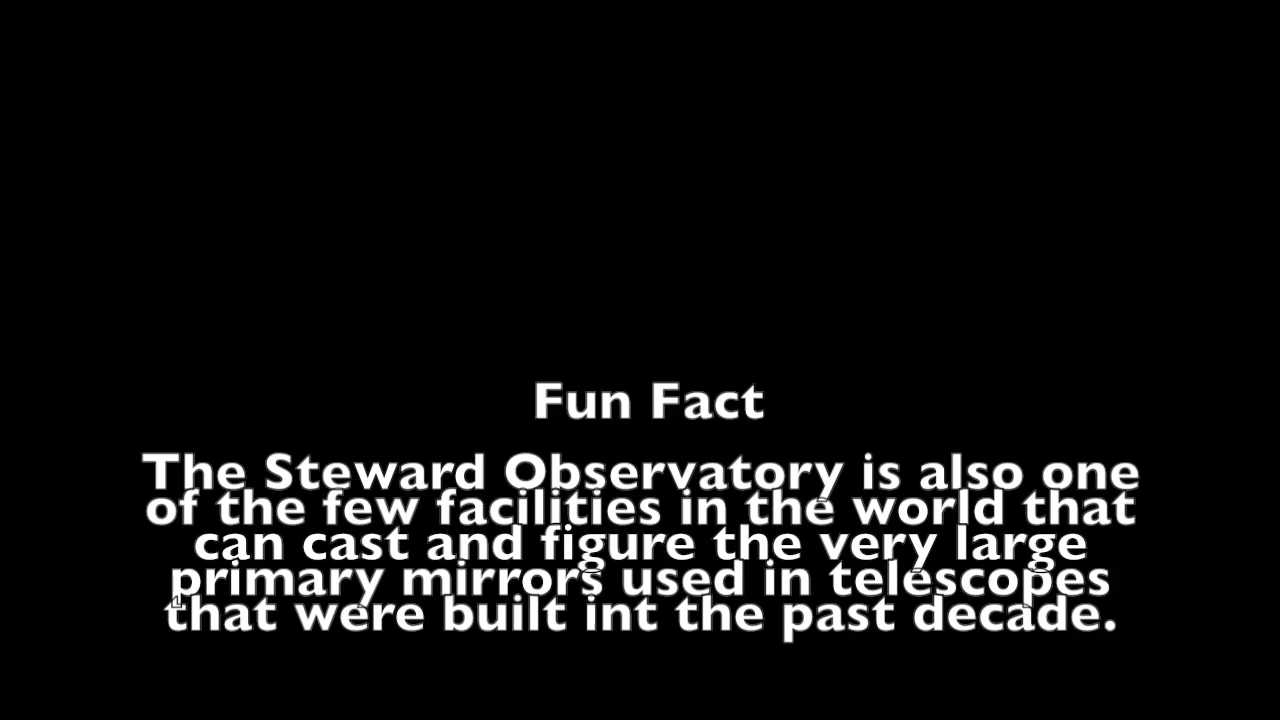 Fun Fact
The Steward Observatory is also one
of the few facilities in the world that
can cast and figure the very large
primary mirrors used in telescopes
that were built int the past decade.